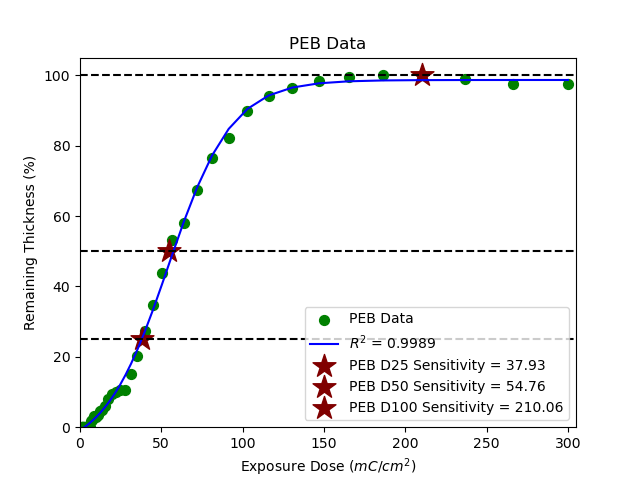 PEB Data
Remaining Thickness (%)
100
80
60
40
20
0
PEB Data
R² = 0.9989
PEB D25 Sensitivity = 37.93
PEB D50 Sensitivity = 54.76
PEB D100 Sensitivity = 210.06
0 50 100 150 200 250 300
Exposure Dose (mC/cm²)